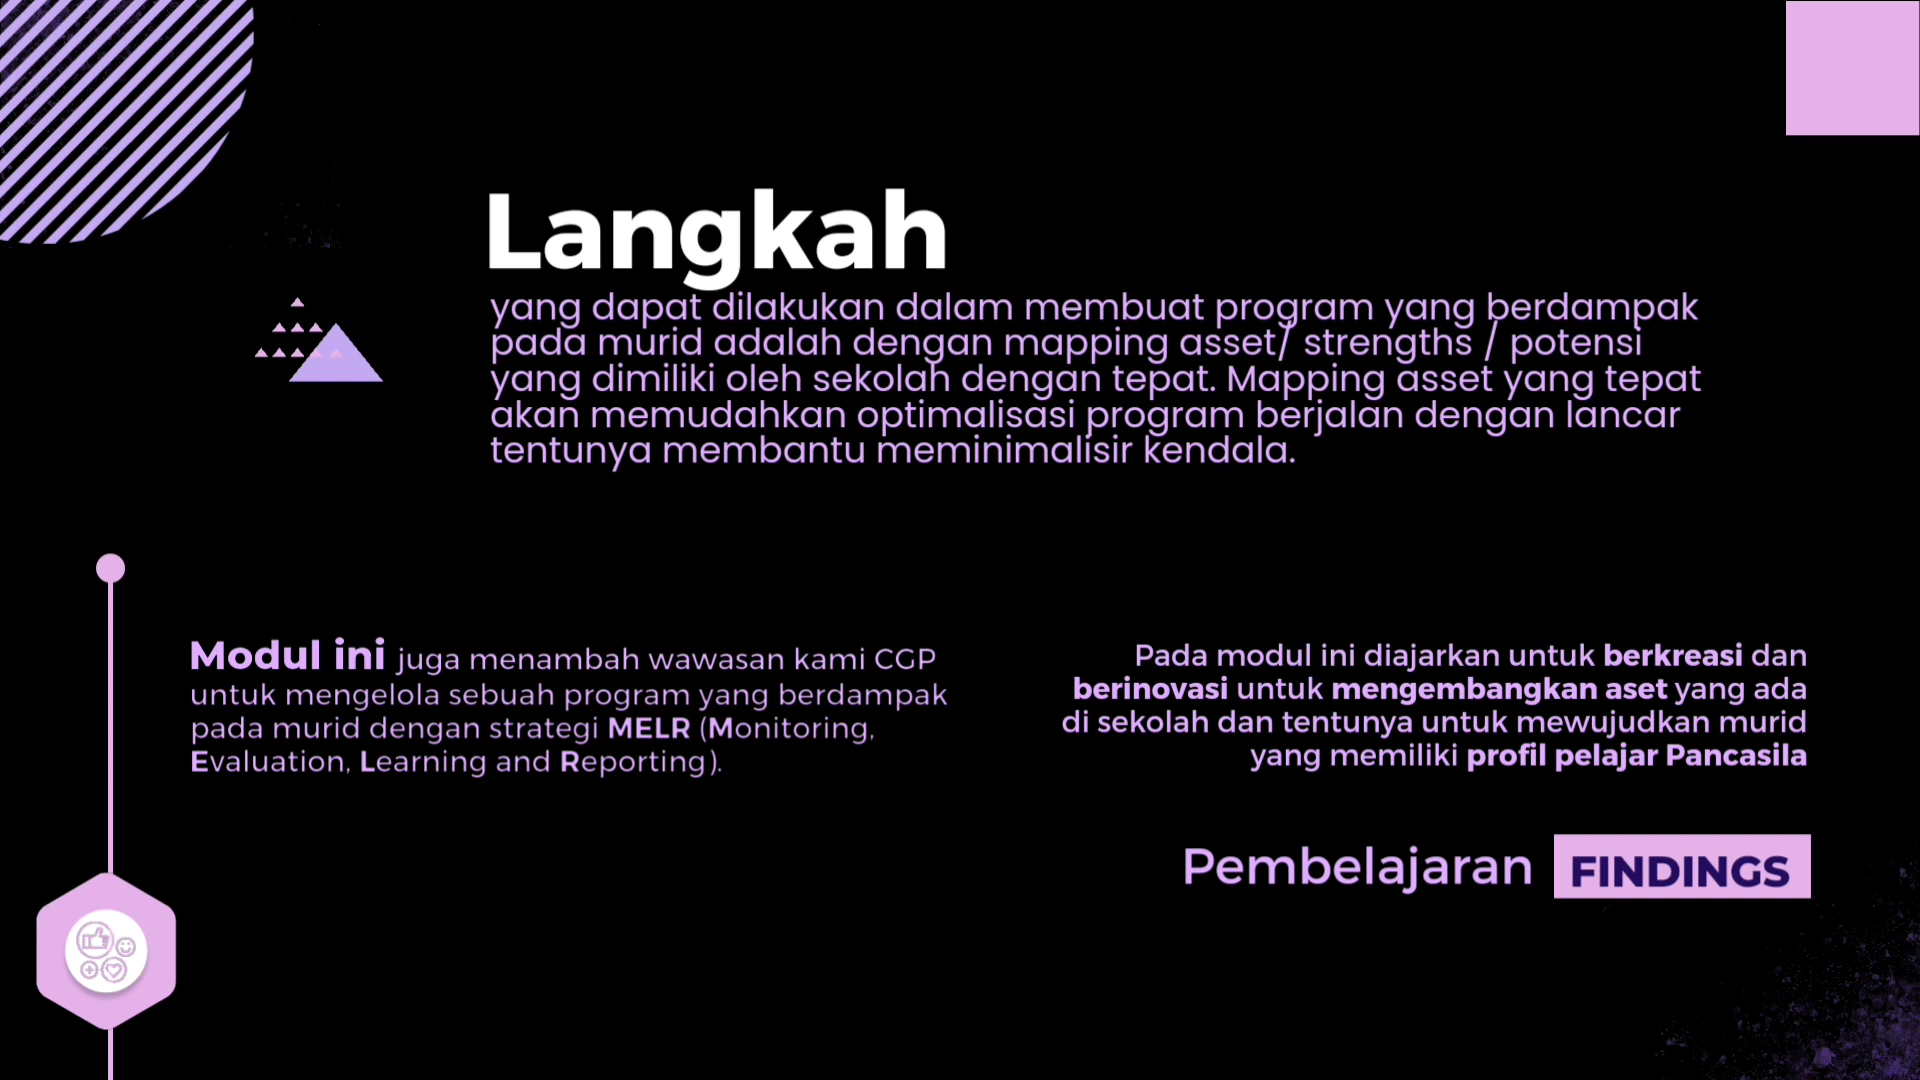 Langkah
yang dapat dilakukan dalam membuat program yang berdampak
pada murid adalah dengan mapping asset/ strengths / potensi
yang dimiliki oleh sekolah dengan tepat. Mapping asset yang tepat
akan memudahkan optimalisasi program berjalan dengan lancar
tentunya membantu meminimalisir kendala.
Modul ini juga menambah wawasan kami CGP
untuk mengelola sebuah program yang berdampak
pada murid dengan strategi MELR (Monitoring,
Evaluation, Learning and Reporting).
Pada modul ini diajarkan untuk berkreasi dan
berinovasi untuk mengembangkan aset yang ada
di sekolah dan tentunya untuk mewujudkan murid
yang memiliki profil pelajar Pancasila
Pembelajaran FINDINGS